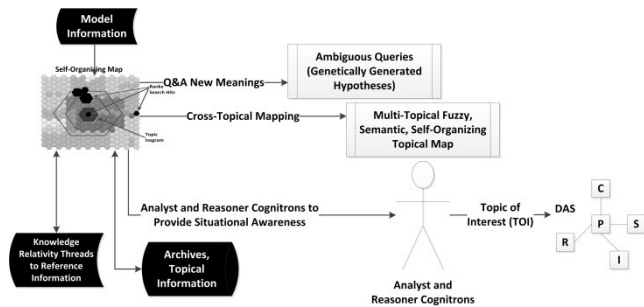 Model
Information
Self-Organizing Map
Ranks
Search Hits
Topic
Isogram
Q&A New Meanings
Ambiguous Queries
(Genetically Generated
Hypotheses)
Cross-Topical Mapping
Multi-Topical Fuzzy,
Semantic, Self-Organizing
Topical Map
Analyst and Reasoner Cognitrons to
Provide Situational Awareness
Topic of
Interest (TOI)
DAS
C
P
S
R
I
Knowledge
Relativity Threads
to Reference
Information
Archives,
Topical
Information
Analyst and
Reasoner Cognitrons